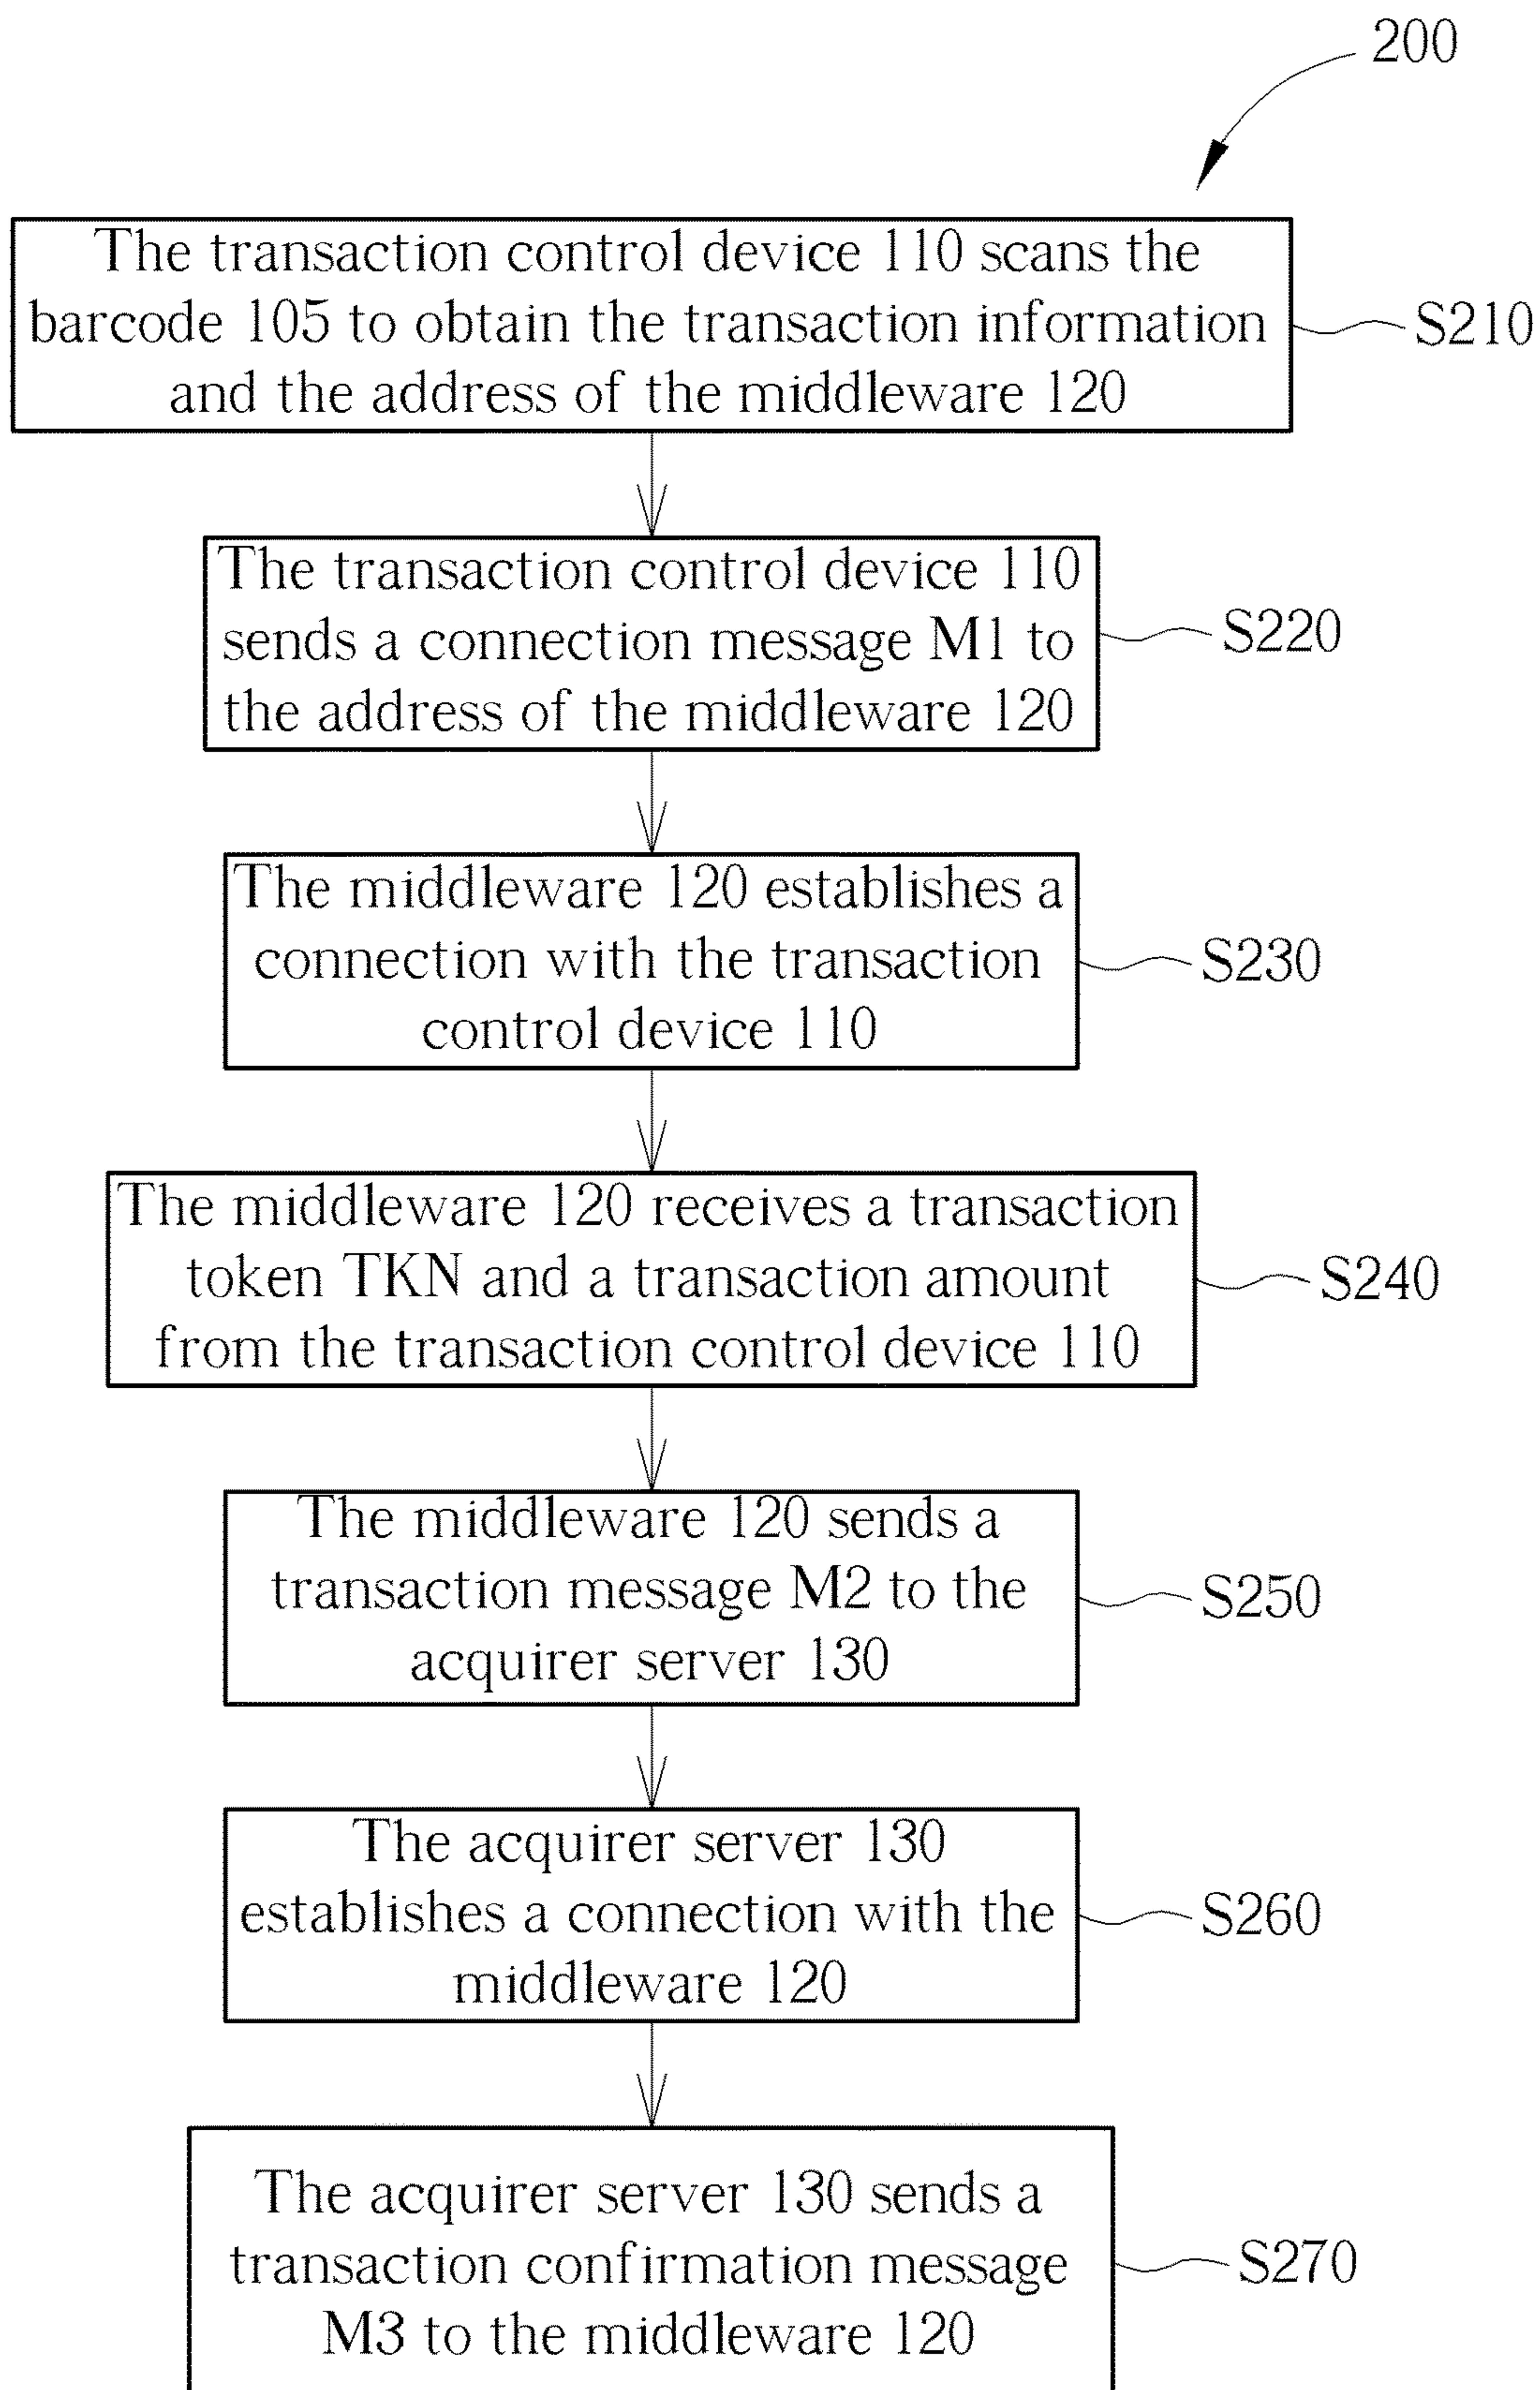 200
The transaction control device 110 scans the
barcode 105 to obtain the transaction information
and the address of the middleware 120
S210
The transaction control device 110
sends a connection message M1 to
the address of the middleware 120
S220
The middleware 120 establishes a
connection with the transaction
control device 110
S230
The middleware 120 receives a transaction
token TKN and a transaction amount
from the transaction control device 110
S240
The middleware 120 sends a
transaction message M2 to the
acquirer server 130
S250
The acquirer server 130
establishes a connection with the
middleware 120
S260
The acquirer server 130 sends a
transaction confirmation message
M3 to the middleware 120
S270